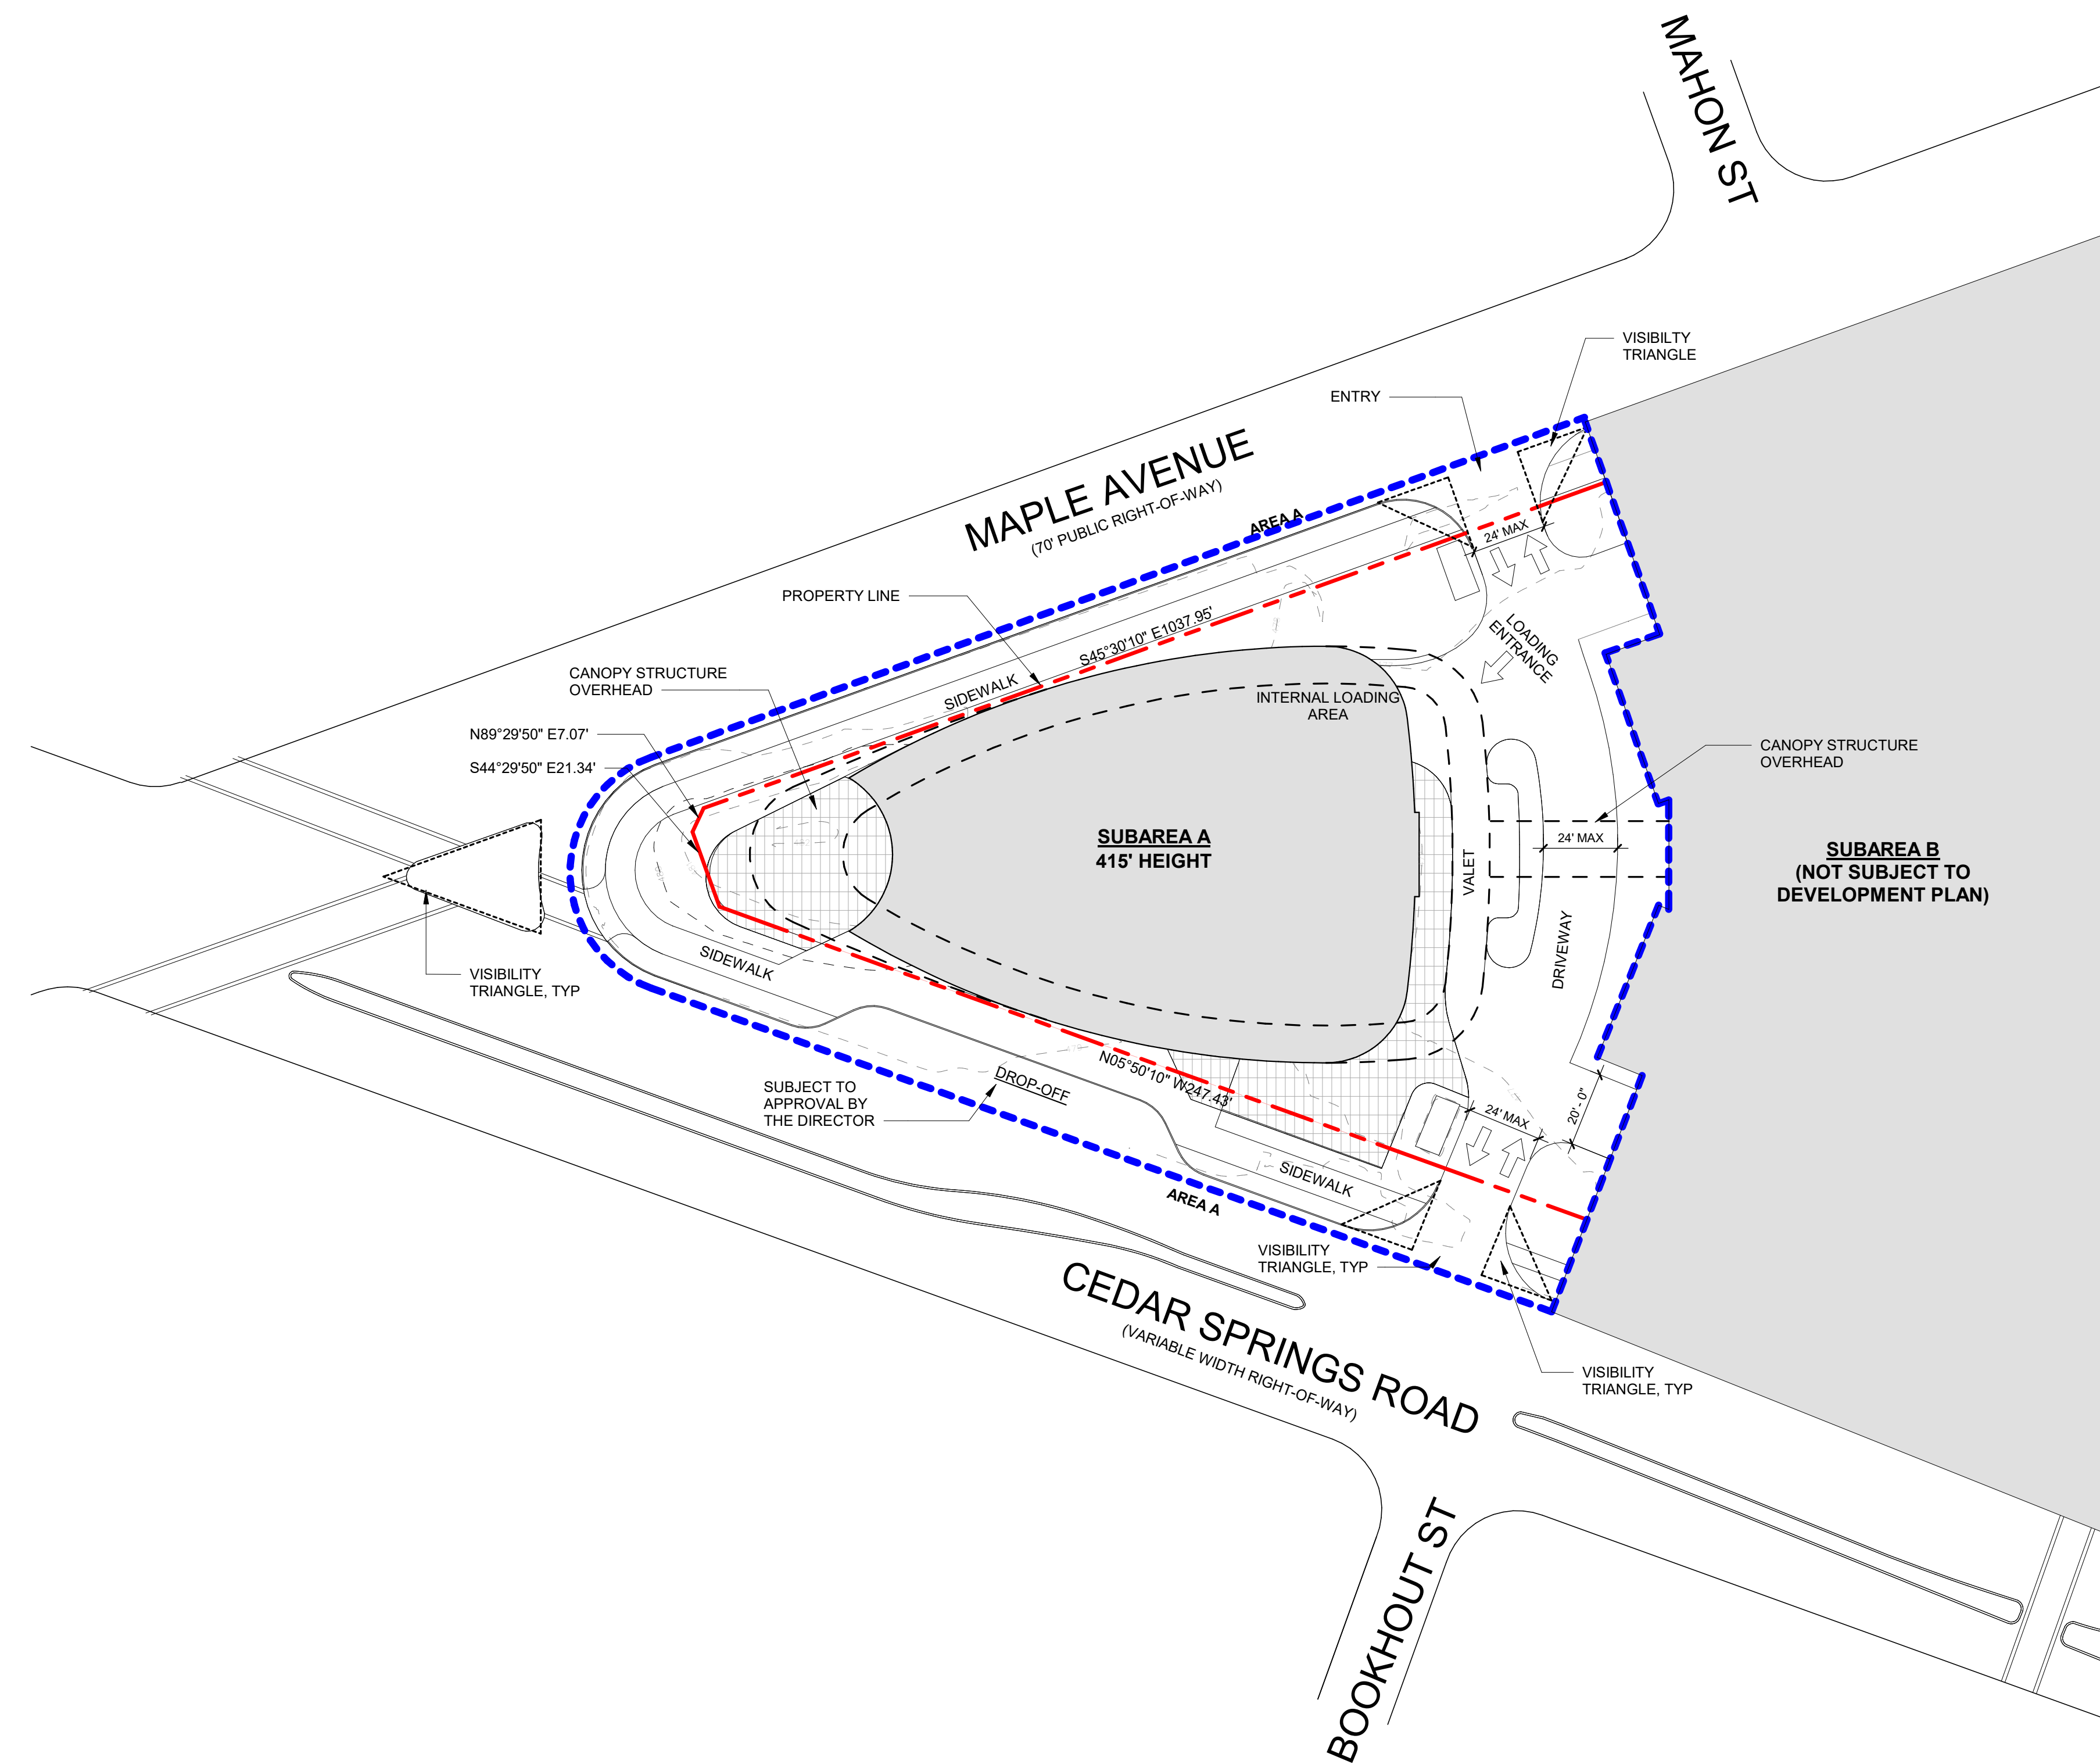 MAHON ST
VISIBILTY
TRIANGLE
ENTRY
MAPLE AVENUE
(70' PUBLIC RIGHT-OF-WAY)
AREA A
24' MAX
PROPERTY LINE
S45°30'10" E1037.95'
LOADING
ENTRANCE
CANOPY STRUCTURE
OVERHEAD
SIDEWALK
INTERNAL LOADING
AREA
N89°29'50" E7.07'
S44°29'50" E21.34'
CANOPY STRUCTURE
OVERHEAD
SUBAREA A
415' HEIGHT
24' MAX
VALET
SUBAREA B
(NOT SUBJECT TO
DEVELOPMENT PLAN)
DRIVEWAY
SIDEWALK
VISIBILITY
TRIANGLE, TYP
N05°50'10" W247.43'
DROP-OFF
SUBJECT TO
APPROVAL BY
THE DIRECTOR
24' MAX
20' - 0"
SIDEWALK
AREA A
VISIBILITY
TRIANGLE, TYP
CEDAR SPRINGS ROAD
(VARIABLE WIDTH RIGHT-OF-WAY)
VISIBILITY
TRIANGLE, TYP
BOOKHOUT ST